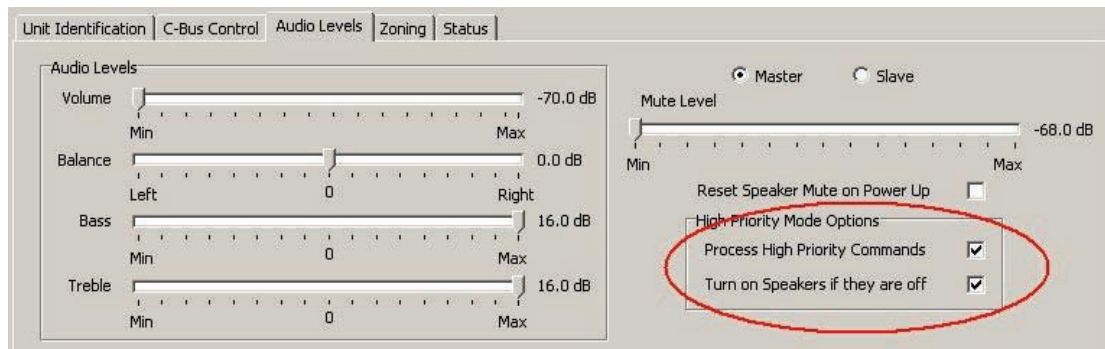 Unit Identification C-Bus Control Audio Levels Zoning Status
Audio Levels
Volume -70.0 dB
Min Max
Balance 0.0 dB
Left 0 Right
Bass 16.0 dB
Min 0 Max
Treble 16.0 dB
Min 0 Max
Master Slave
Mute Level
-68.0 dB
Min Max
Reset Speaker Mute on Power Up
High Priority Mode Options
Process High Priority Commands
Turn on Speakers if they are off